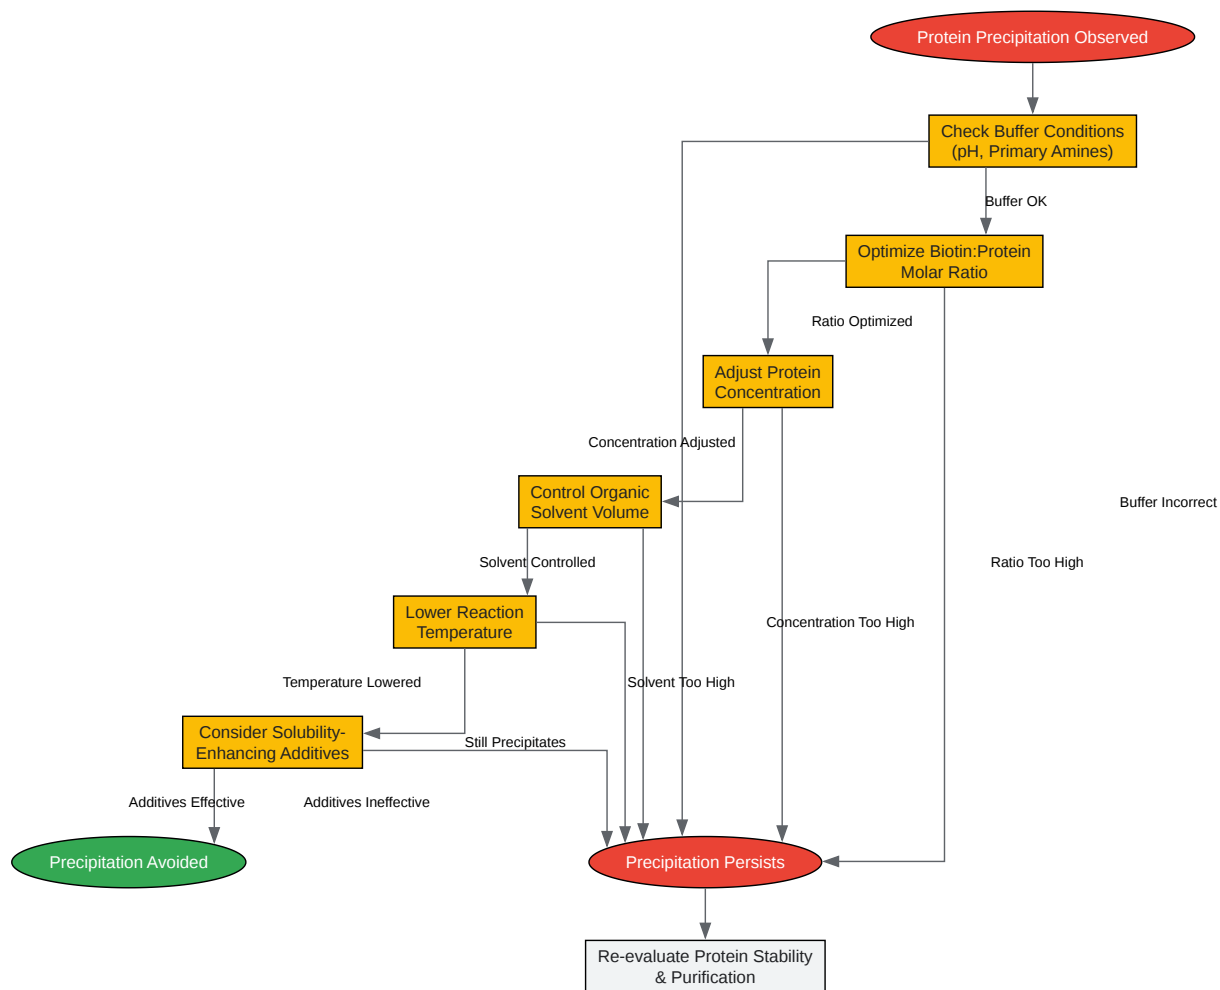 Protein Precipitation Observed
Check Buffer Conditions
(pH, Primary Amines)
Buffer OK
Optimize Biotin:Protein
Molar Ratio
Ratio Optimized
Adjust Protein
Concentration
Concentration Adjusted
Control Organic
Solvent Volume
Buffer Incorrect
Solvent Controlled
Ratio Too High
Lower Reaction
Temperature
Concentration Too High
Temperature Lowered
Solvent Too High
Consider Solubility-
Enhancing Additives
Still Precipitates
Additives Effective
Additives Ineffective
Precipitation Avoided
Precipitation Persists
Re-evaluate Protein Stability
& Purification